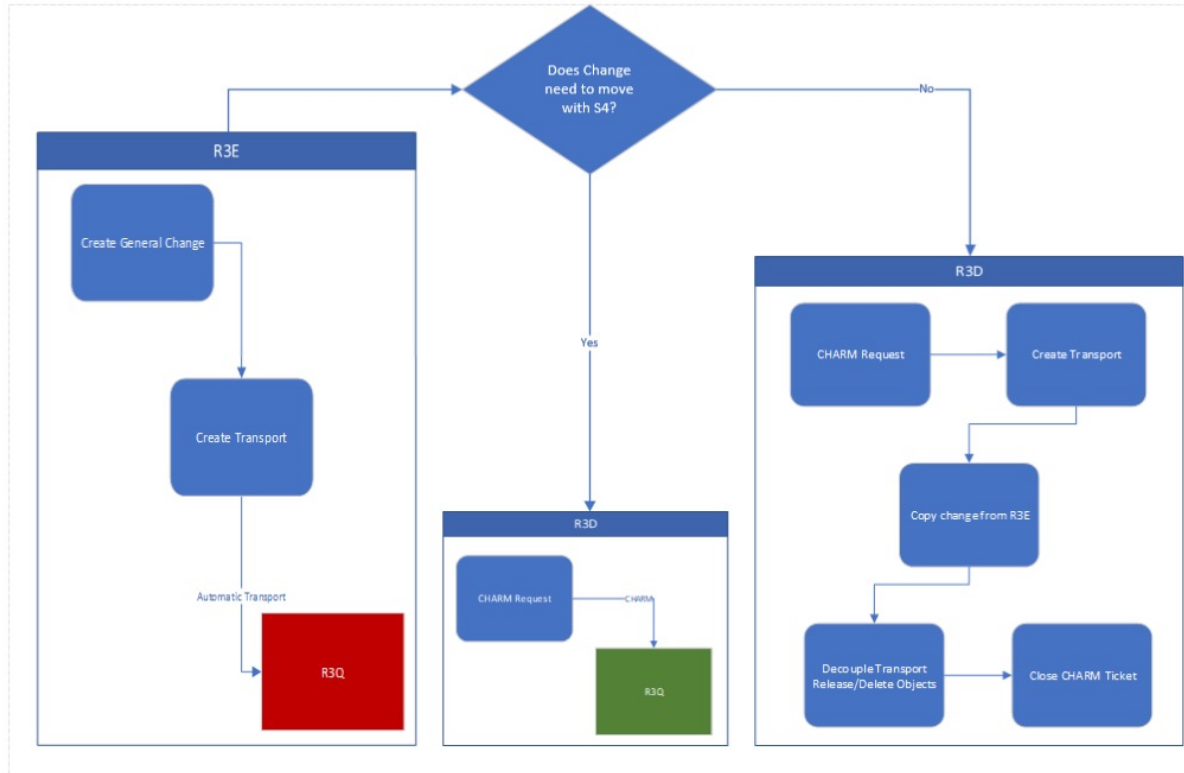 Does Change
need to move
with S4?
No
R3E
Create General Change
Create Transport
Automatic Transport
R3Q
Yes
R3D
CHARM Request
CHARM
R3Q
R3D
CHARM Request
Create Transport
Copy change from R3E
Decouple Transport
Release/Delete Objects
Close CHARM Ticket